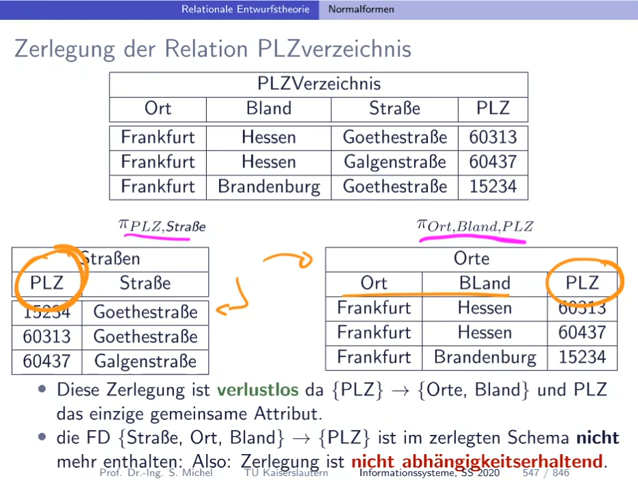 Relationale Entwurfstheorie Normalformen
Zerlegung der Relation PLZverzeichnis
PLZVerzeichnis
Ort Bland Straße PLZ
Frankfurt Hessen Goethestraße 60313
Frankfurt Hessen Galgenstraße 60437
Frankfurt Brandenburg Goethestraße 15234
πPLZ,Straße
Straßen
PLZ Straße
15234 Goethestraße
60313 Goethestraße
60437 Galgenstraße
πOrt,Bland,PLZ
Orte
Ort BLand PLZ
Frankfurt Hessen 60313
Frankfurt Hessen 60437
Frankfurt Brandenburg 15234
• Diese Zerlegung ist verlustlos da {PLZ} → {Orte, Bland} und PLZ
das einzige gemeinsame Attribut.
• die FD {Straße, Ort, Bland} → {PLZ} ist im zerlegten Schema nicht
mehr enthalten: Also: Zerlegung ist nicht abhängigkeitserhaltend.
Prof. Dr.-Ing. S. Michel TU Kaiserslautern Informationssysteme, SS 2020 547 / 846